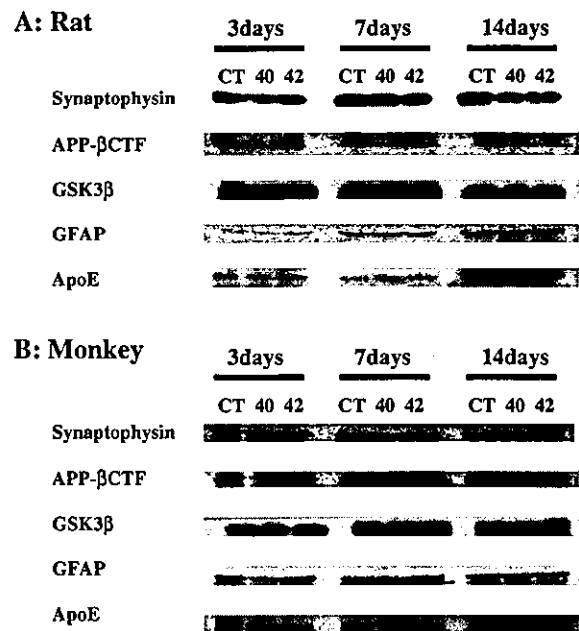 A: Rat
3days 7days 14days
CT 40 42 CT 40 42 CT 40 42
Synaptophysin
APP-βCTF
GSK3β
GFAP
ApoE
B: Monkey
3days 7days 14days
CT 40 42 CT 40 42 CT 40 42
Synaptophysin
APP-βCTF
GSK3β
GFAP
ApoE